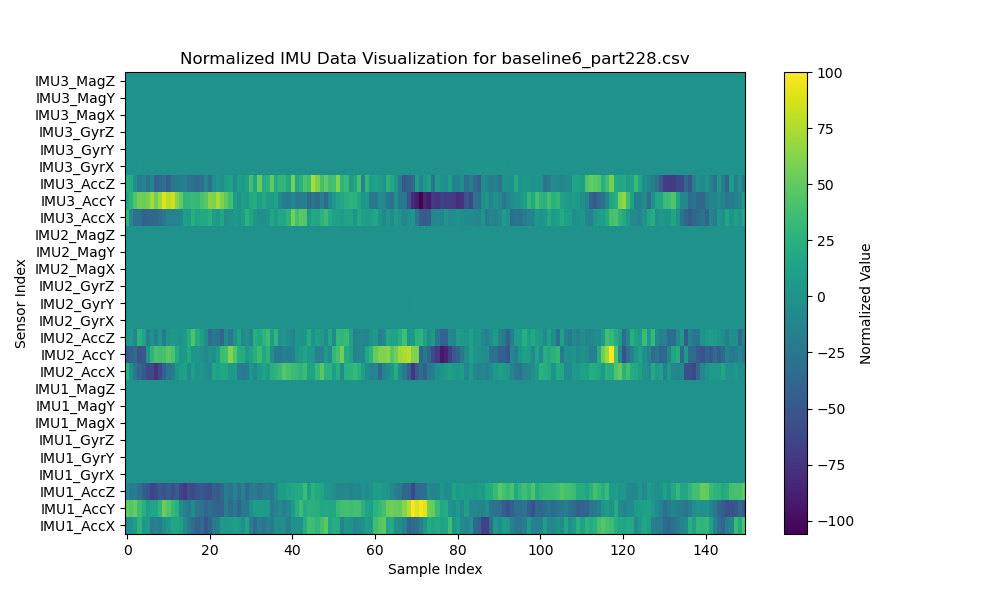 Normalized IMU Data Visualization for baseline6_part228.csv
IMU3_MagZ
IMU3_MagY
IMU3_MagX
IMU3_GyrZ
IMU3_GyrY
IMU3_GyrX
IMU3_AccZ
IMU3_AccY
IMU3_AccX
IMU2_MagZ
IMU2_MagY
IMU2_MagX
IMU2_GyrZ
IMU2_GyrY
IMU2_GyrX
IMU2_AccZ
IMU2_AccY
IMU2_AccX
IMU1_MagZ
IMU1_MagY
IMU1_MagX
IMU1_GyrZ
IMU1_GyrY
IMU1_GyrX
IMU1_AccZ
IMU1_AccY
IMU1_AccX
Sensor Index
0 20 40 60 80 100 120 140
Sample Index
100
75
50
25
0
−25
−50
−75
−100
Normalized Value